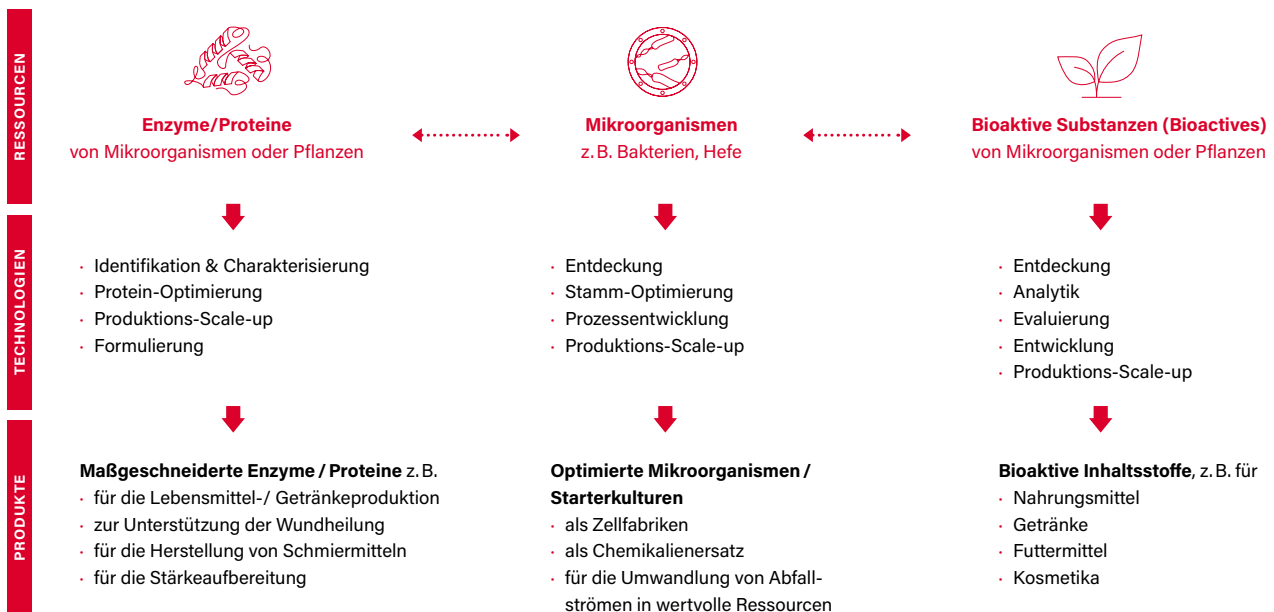 RESSOURCEN
Enzyme/Proteine
von Mikroorganismen oder Pflanzen
Mikroorganismen
z. B. Bakterien, Hefe
Bioaktive Substanzen (Bioactives)
von Mikroorganismen oder Pflanzen
TECHNOLOGIEN
· Identifikation & Charakterisierung
· Protein-Optimierung
· Produktions-Scale-up
· Formulierung
· Entdeckung
· Stamm-Optimierung
· Prozessentwicklung
· Produktions-Scale-up
· Entdeckung
· Analytik
· Evaluierung
· Entwicklung
· Produktions-Scale-up
PRODUKTE
Maßgeschneiderte Enzyme / Proteine z. B.
· für die Lebensmittel-/ Getränkeproduktion
· zur Unterstützung der Wundheilung
· für die Herstellung von Schmiermitteln
· für die Stärkeaufbereitung
Optimierte Mikroorganismen /
Starterkulturen
· als Zellfabriken
· als Chemikalienersatz
· für die Umwandlung von Abfall-
strömen in wertvolle Ressourcen
Bioaktive Inhaltsstoffe, z. B. für
· Nahrungsmittel
· Getränke
· Futtermittel
· Kosmetika